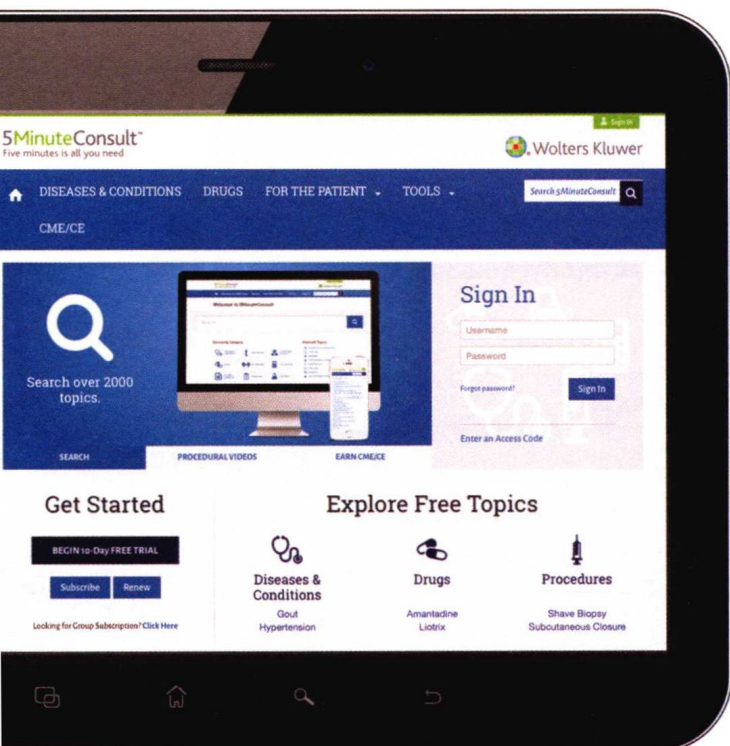 Sign In
5MinuteConsult™
Five minutes is all you need
Wolters Kluwer
DISEASES & CONDITIONS DRUGS FOR THE PATIENT TOOLS
Search 5MinuteConsult
CME/CE
Search over 2000
topics.
SEARCH PROCEDURAL VIDEOS EARN CME/CE
Sign In
Username
Password
Forgot password? Sign In
Enter an Access Code
Get Started
BEGIN 10-Day FREE TRIAL
Subscribe Renew
Looking for Group Subscription? Click Here
Explore Free Topics
Diseases &
Conditions
Gout
Hypertension
Drugs
Amantadine
Liotrix
Procedures
Shave Biopsy
Subcutaneous Closure